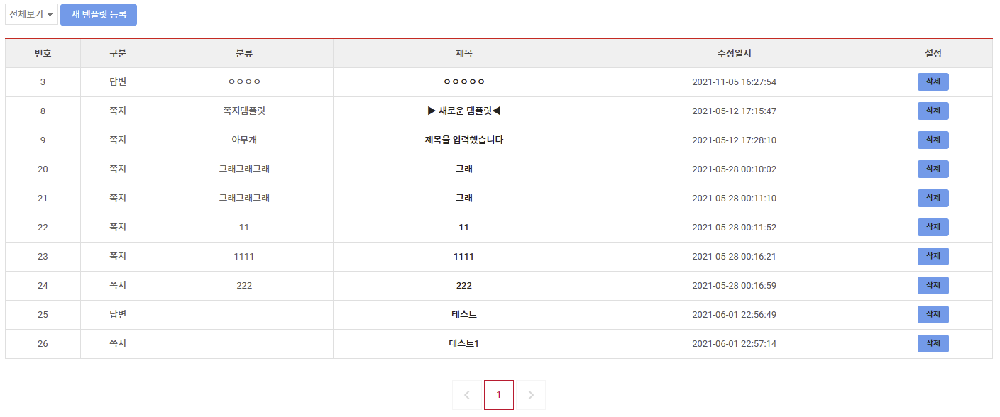 전체보기 새 템플릿 등록
번호 구분 분류 제목 수정일시 설정
3 답변 ㅇㅇㅇㅇ ㅇㅇㅇㅇㅇ 2021-11-05 16:27:54 삭제
8 쪽지 쪽지템플릿 ▶ 새로운 템플릿◀ 2021-05-12 17:15:47 삭제
9 쪽지 아무개 제목을 입력했습니다 2021-05-12 17:28:10 삭제
20 쪽지 그래그래그래 그래 2021-05-28 00:10:02 삭제
21 쪽지 그래그래그래 그래 2021-05-28 00:11:10 삭제
22 쪽지 11 11 2021-05-28 00:11:52 삭제
23 쪽지 1111 1111 2021-05-28 00:16:21 삭제
24 쪽지 222 222 2021-05-28 00:16:59 삭제
25 답변 테스트 2021-06-01 22:56:49 삭제
26 쪽지 테스트1 2021-06-01 22:57:14 삭제
1